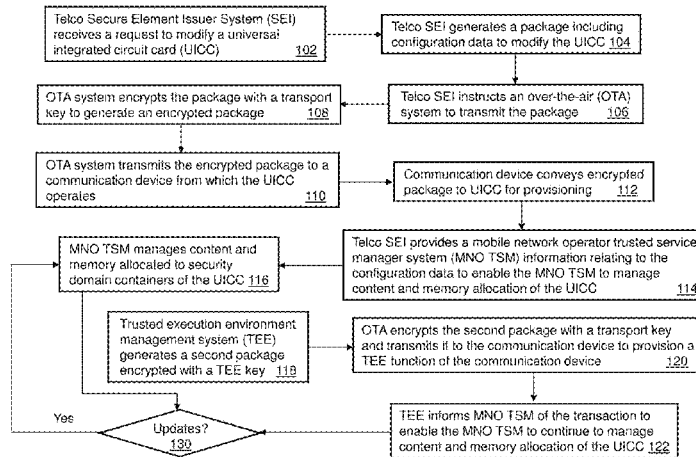 Telco Secure Element Issuer System (SEI)
receives a request to modify a universal
integrated circuit card (UICC)
102
Telco SEI generates a package including
configuration data to modify the UICC 104
OTA system encrypts the package with a transport
key to generate an encrypted package 108
Telco SEI instructs an over-the-air (OTA)
system to transmit the package 106
OTA system transmits the encrypted package to a
communication device from which the UICC
operates 110
Communication device conveys encrypted
package to UICC for provisioning 112
MNO TSM manages content and
memory allocated to security
domain containers of the UICC 116
Telco SEI provides a mobile network operator trusted service
manager system (MNO TSM) information relating to the
configuration data to enable the MNO TSM to manage
content and memory allocation of the UICC 114
Trusted execution environment
management system (TEE)
generates a second package
encrypted with a TEE key 118
OTA encrypts the second package with a transport key
and transmits it to the communication device to provision a
TEE function of the communication device 120
Yes
Updates?
130
TEE informs MNO TSM of the transaction to
enable the MNO TSM to continue to manage
content and memory allocation of the UICC 122